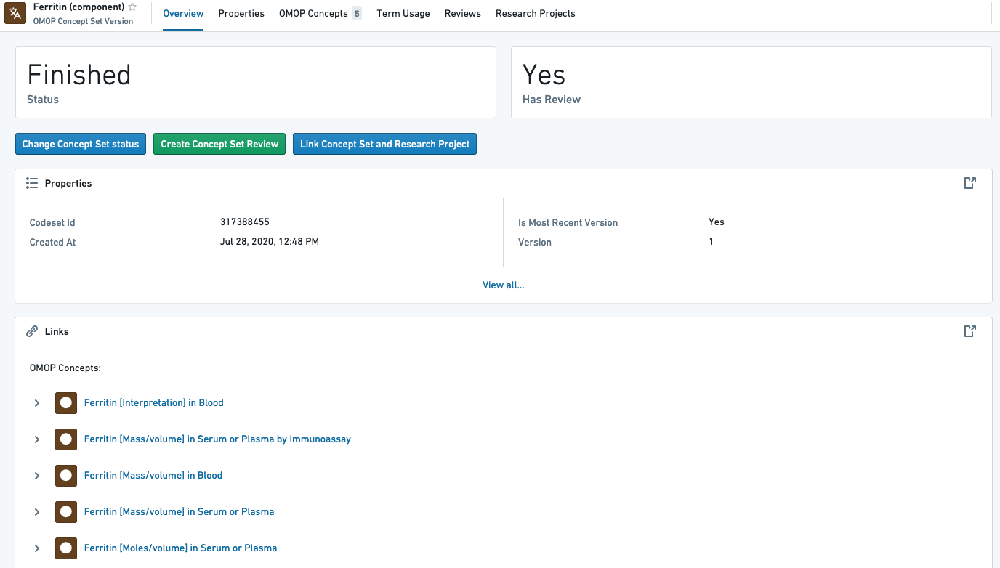 Ferritin (component)
OMOP Concept Set Version
Overview Properties OMOP Concepts 5 Term Usage Reviews Research Projects
Finished
Status
Yes
Has Review
Change Concept Set status Create Concept Set Review Link Concept Set and Research Project
Properties
Codeset Id 317388455
Created At Jul 28, 2020, 12:48 PM
Is Most Recent Version Yes
Version 1
View all...
Links
OMOP Concepts:
Ferritin [Interpretation] in Blood
Ferritin [Mass/volume] in Serum or Plasma by Immunoassay
Ferritin [Mass/volume] in Blood
Ferritin [Mass/volume] in Serum or Plasma
Ferritin [Moles/volume] in Serum or Plasma